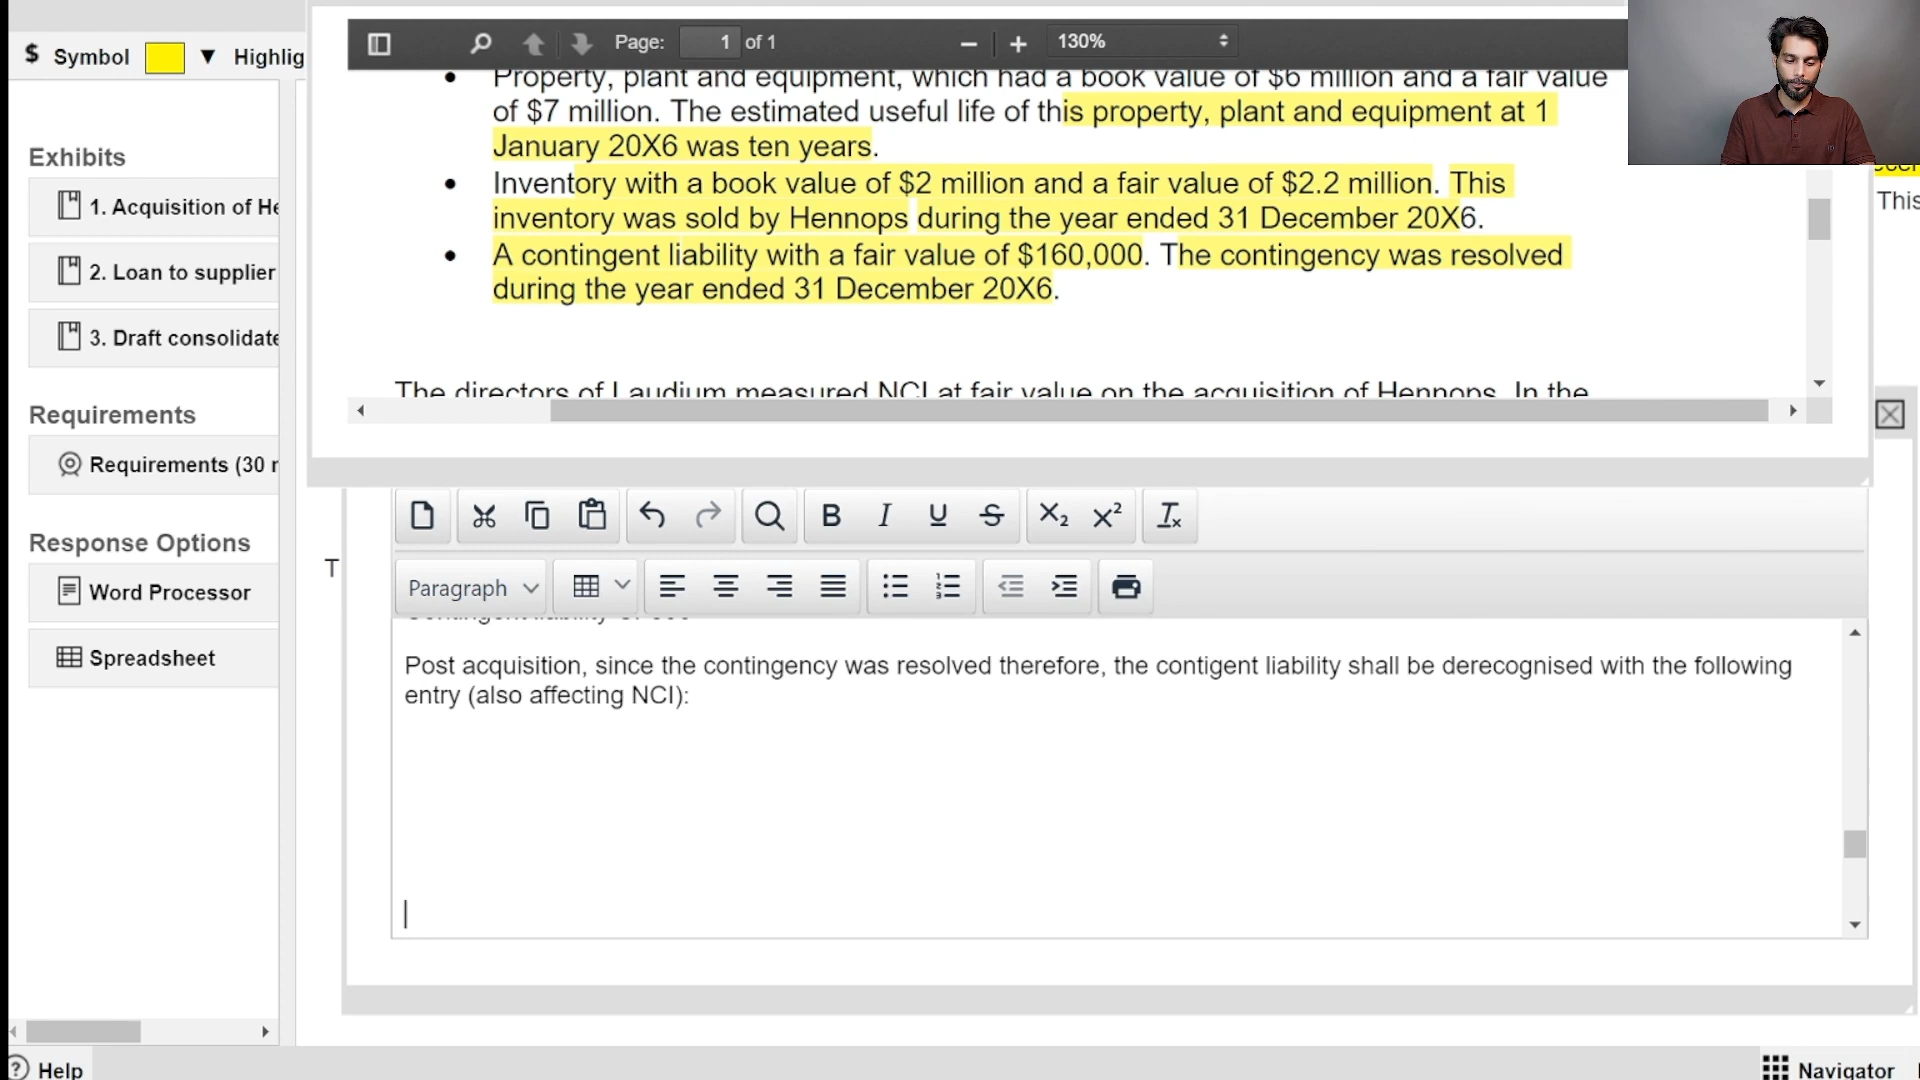 $ Symbol
Highlig
Page: 1 of 1
130%
Property, plant and equipment, which had a book value of $6 million and a fair value
of $7 million. The estimated useful life of this property, plant and equipment at 1
January 20X6 was ten years.
Inventory with a book value of $2 million and a fair value of $2.2 million. This
inventory was sold by Hennops during the year ended 31 December 20X6.
A contingent liability with a fair value of $160,000. The contingency was resolved
during the year ended 31 December 20X6.
The directors of Laudium measured NCI at fair value on the acquisition of Hennops. In the
This
Exhibits
1. Acquisition of He
2. Loan to supplier
3. Draft consolidate
Requirements
Requirements (30 r
Response Options
Word Processor
Spreadsheet
T
B I U S X₂ X² Tx
Paragraph
Post acquisition, since the contingency was resolved therefore, the contigent liability shall be derecognised with the following
entry (also affecting NCI):
Help
Navigator